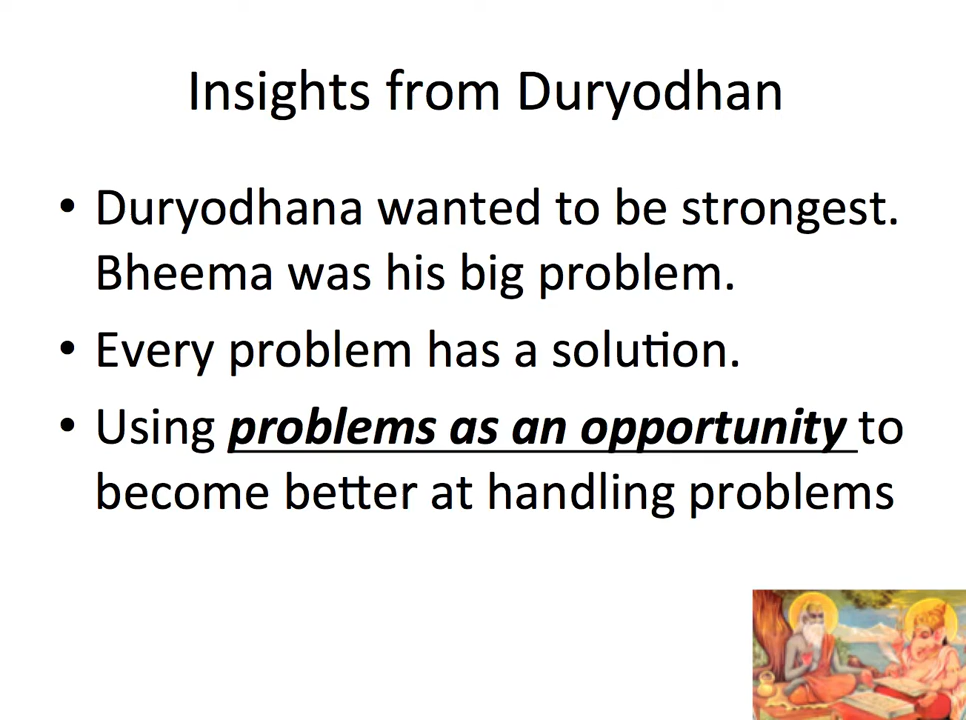 Insights from Duryodhan
• Duryodhana wanted to be strongest.
Bheema was his big problem.
• Every problem has a solution.
• Using problems as an opportunity to
become better at handling problems